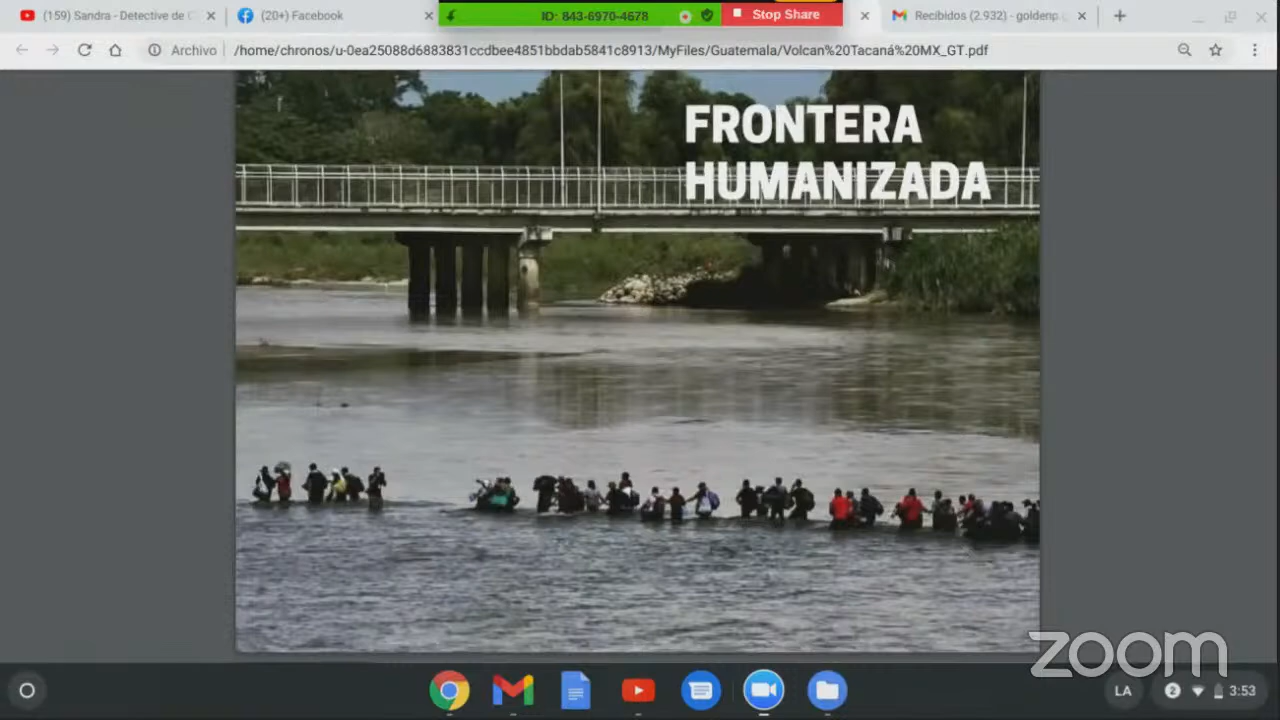 (159) Sandra - Detective de C
(20+) Facebook
ID: 843-6970-4678
Stop Share
Recibidos (2.932) - goldenp.
Archivo
/home/chronos/u-0ea25088d6883831ccdbee4851bbdab5841c8913/MyFiles/Guatemala/Volcan%20Tacaná%20MX_GT.pdf
FRONTERA
HUMANIZADA
zoom
LA
2
3:53